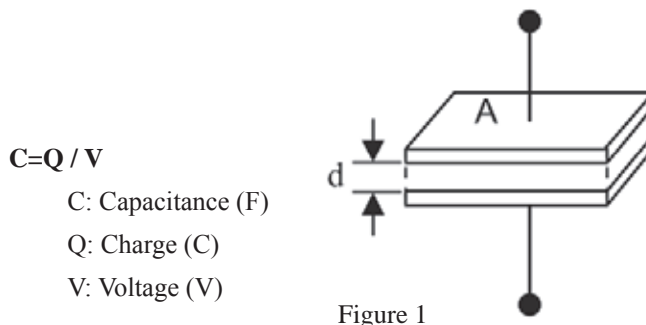 C=Q / V
C: Capacitance (F)
Q: Charge (C)
V: Voltage (V)
A
d
Figure 1